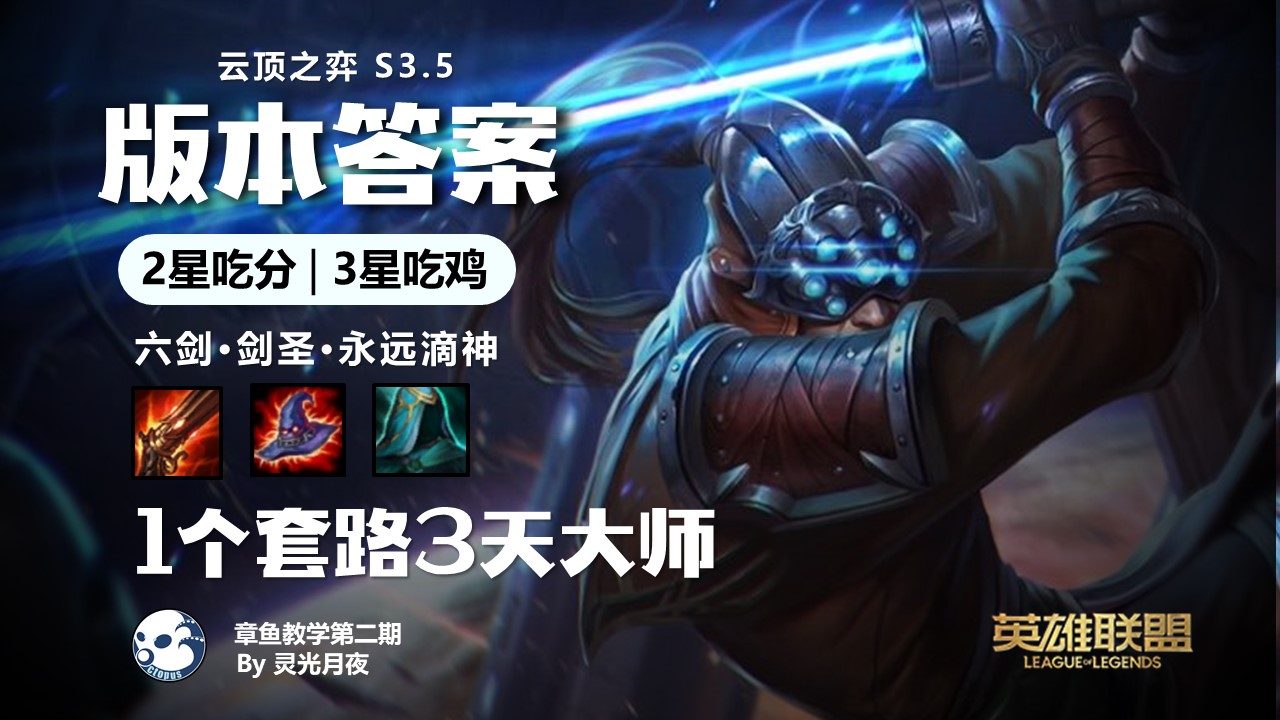 云顶之弈 S3.5
版本答案
2星吃分 | 3星吃鸡
六剑·剑圣·永远滴神
1个套路3天大师
章鱼教学第二期
By 灵光月夜
ctopus
英雄联盟
LEAGUE OF LEGENDS